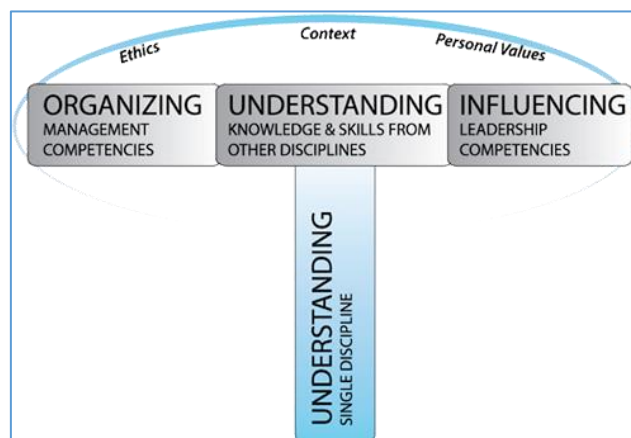 Ethics
Context
Personal Values
ORGANIZING
MANAGEMENT
COMPETENCIES
UNDERSTANDING
KNOWLEDGE & SKILLS FROM
OTHER DISCIPLINES
INFLUENCING
LEADERSHIP
COMPETENCIES
UNDERSTANDING
SINGLE DISCIPLINE